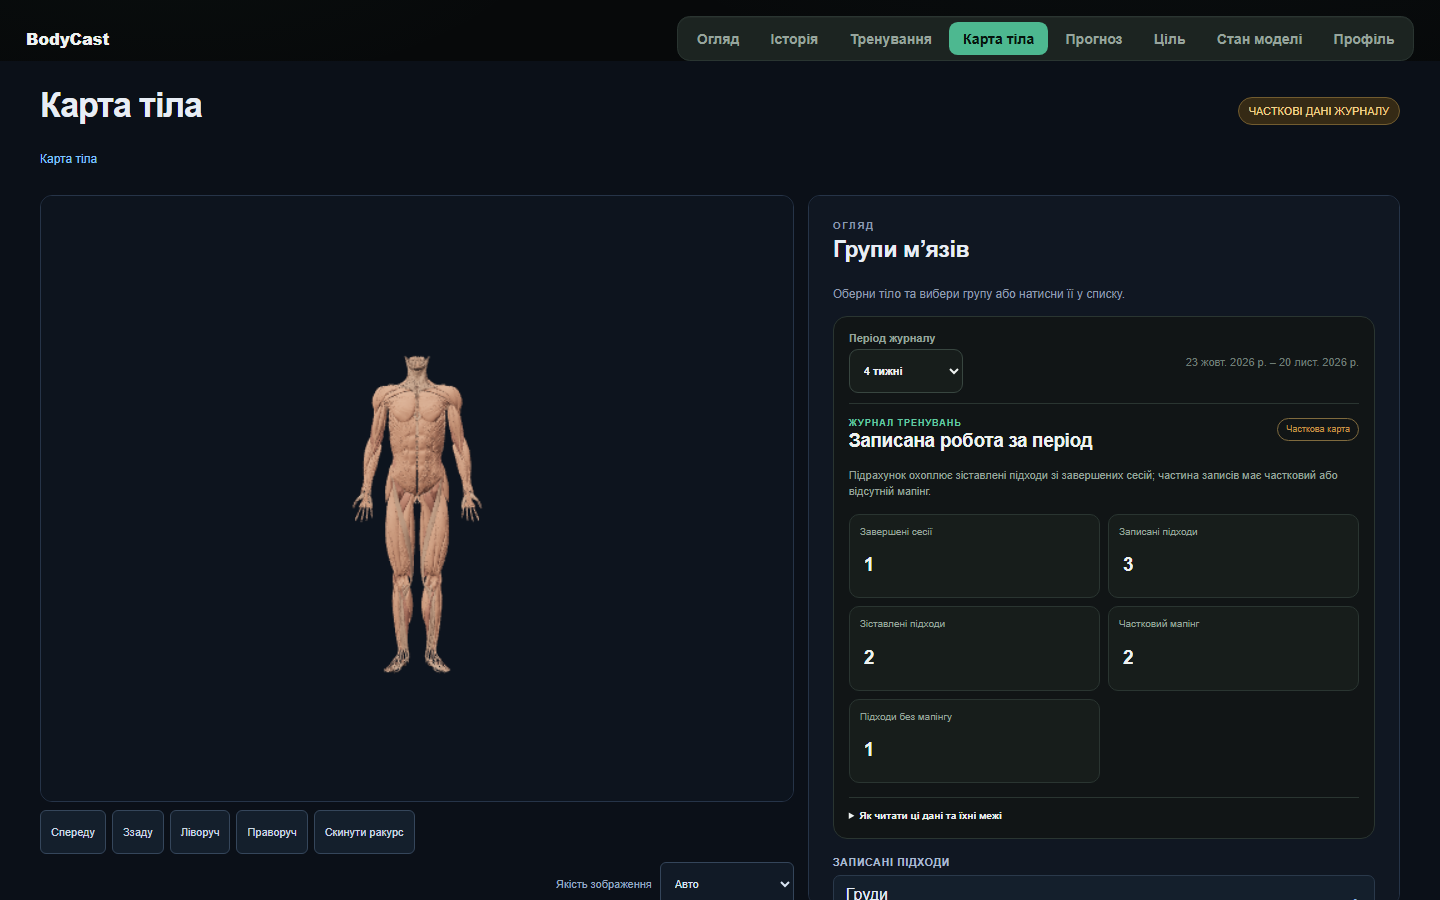 BodyCast
Огляд
Історія
Тренування
Карта тіла
Прогноз
Ціль
Стан моделі
Профіль
Карта тіла
ЧАСТКОВІ ДАНІ ЖУРНАЛУ
Карта тіла
Спереду
Ззаду
Ліворуч
Праворуч
Скинути ракурс
Якість зображення
Авто
ОГЛЯД
Групи м’язів
Оберни тіло та вибери групу або натисни її у списку.
Період журналу
4 тижні
23 жовт. 2026 р. – 20 лист. 2026 р.
ЖУРНАЛ ТРЕНУВАНЬ
Записана робота за період
Часткова карта
Підрахунок охоплює зіставлені підходи зі завершених сесій; частина записів має частковий або
відсутній мапінг.
Завершені сесії
1
Записані підходи
3
Зіставлені підходи
2
Частковий мапінг
2
Підходи без мапінгу
1
Як читати ці дані та їхні межі
ЗАПИСАНІ ПІДХОДИ
Груди